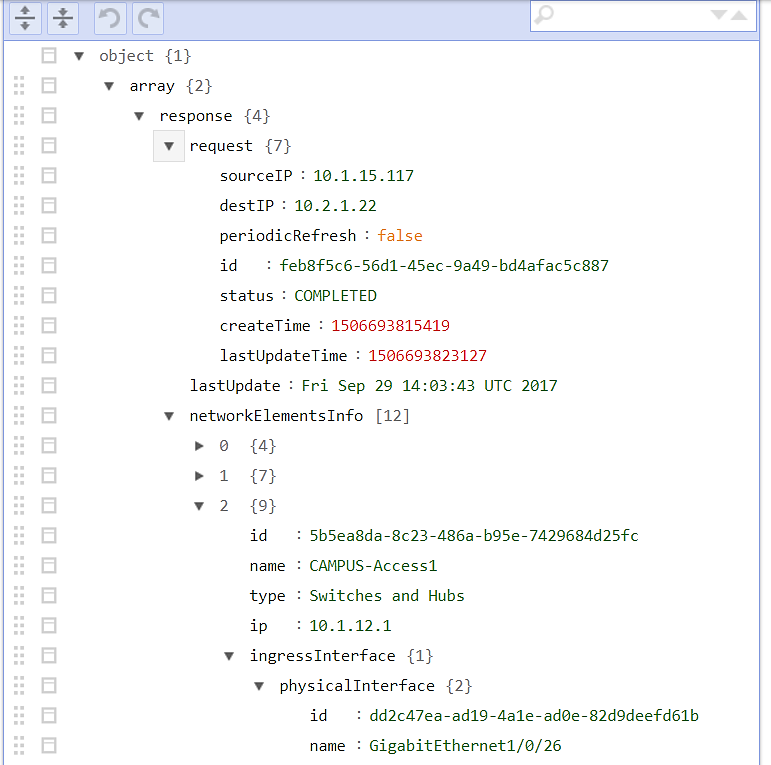 object {1}
array {2}
response {4}
request {7}
sourceIP : 10.1.15.117
destIP : 10.2.1.22
periodicRefresh : false
id : feb8f5c6-56d1-45ec-9a49-bd4afac5c887
status : COMPLETED
createTime : 1506693815419
lastUpdateTime : 1506693823127
lastUpdate : Fri Sep 29 14:03:43 UTC 2017
networkElementsInfo [12]
0 {4}
1 {7}
2 {9}
id : 5b5ea8da-8c23-486a-b95e-7429684d25fc
name : CAMPUS-Access1
type : Switches and Hubs
ip : 10.1.12.1
ingressInterface {1}
physicalInterface {2}
id : dd2c47ea-ad19-4a1e-ad0e-82d9deefd61b
name : GigabitEthernet1/0/26